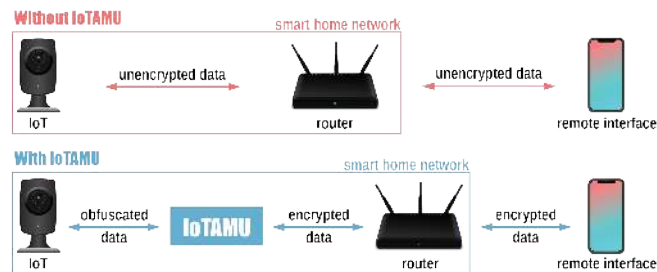 Without IoTAMU
smart home network
unencrypted data
unencrypted data
IoT
router
remote interface
With IoTAMU
smart home network
obfuscated
data
IoTAMU
encrypted
data
encrypted
data
IoT
router
remote interface